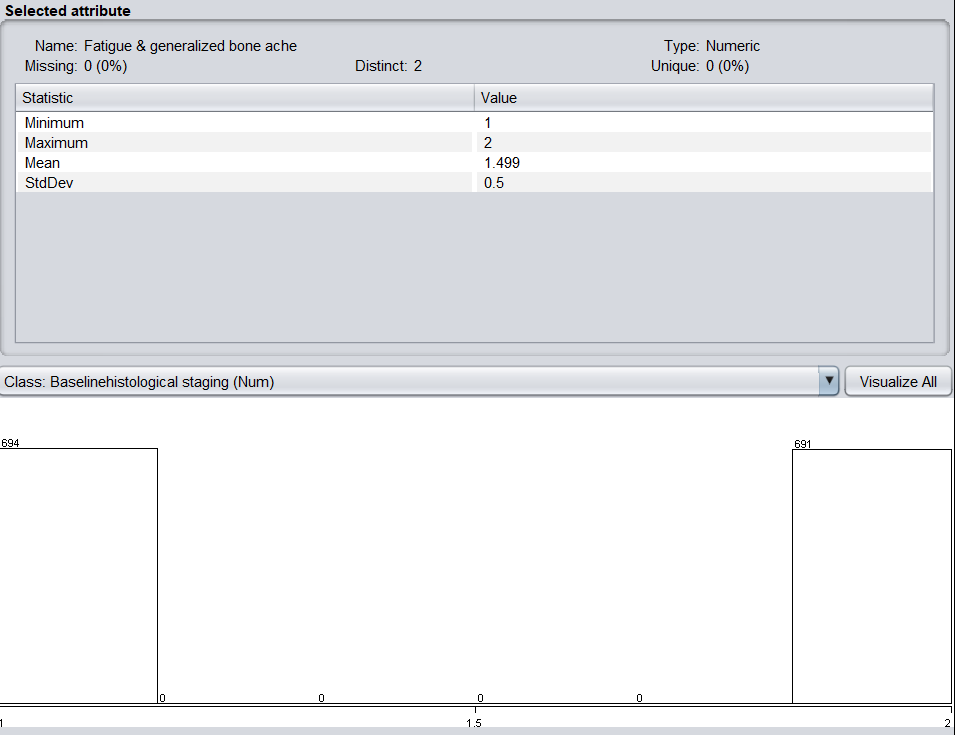 Selected attribute
Name: Fatigue & generalized bone ache Type: Numeric
Missing: 0 (0%) Distinct: 2 Unique: 0 (0%)
Statistic Value
Minimum 1
Maximum 2
Mean 1.499
StdDev 0.5
Class: Baselinehistological staging (Num) Visualize All
694 691
0 0 0 0
1 1.5 2